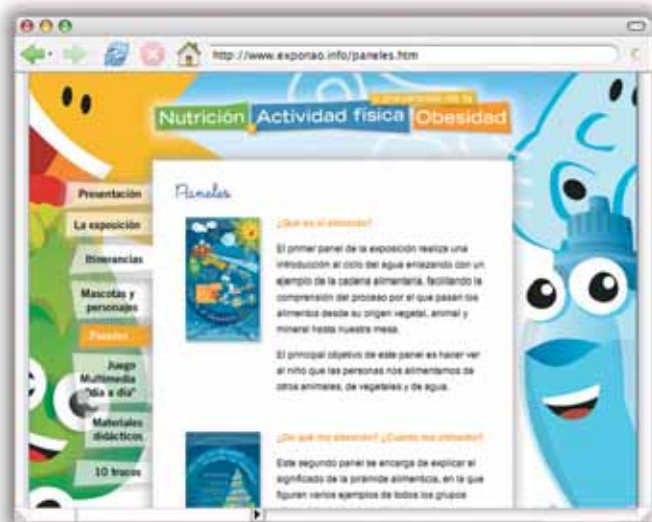 http://www.exponao.info/paneles.htm
y prevención de la
Nutrición Actividad física Obesidad
Presentación
La exposición
Itinerancias
Mascotas y
personajes
Paneles
Juego
Multimedia
"día a día"
Materiales
didácticos
10 trucos
Paneles
¿Qué es el alimento?
El primer panel de la exposición realiza una
introducción al ciclo del agua enlazando con un
ejemplo de la cadena alimentaria, facilitando la
comprensión del proceso por el que pasan los
alimentos desde su origen vegetal, animal y
mineral hasta nuestra mesa.
El principal objetivo de este panel es hacer ver
al niño que las personas nos alimentamos de
otros animales, de vegetales y de agua.
¿De qué me alimento? ¿Cuánto me alimento?
Este segundo panel se encarga de explicar el
significado de la pirámide alimenticia, en la que
figuran varios ejemplos de todos los grupos